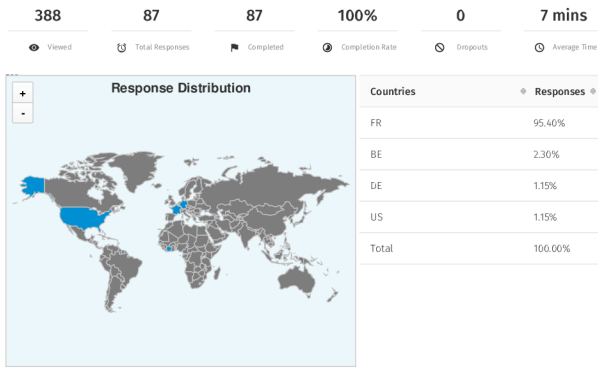 388 87 87 100% 0 7 mins
Viewed Total Responses Completed Completion Rate Dropouts Average Time
+
-
Response Distribution
Countries Responses
FR 95.40%
BE 2.30%
DE 1.15%
US 1.15%
Total 100.00%